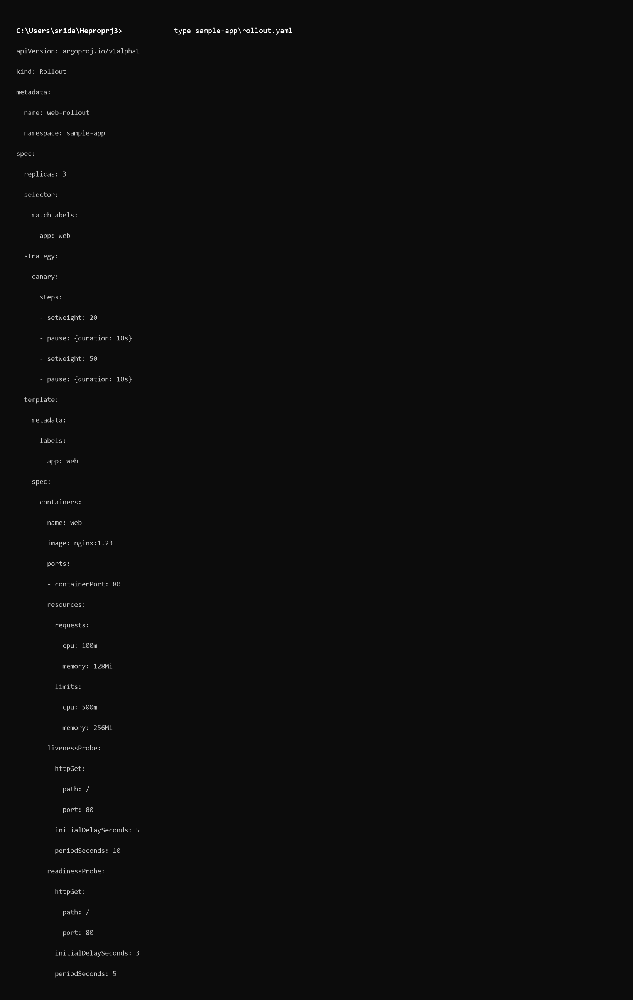 C:\Users\srida\Heproprj3> type sample-app\rollout.yaml
apiVersion: argoproj.io/v1alpha1
kind: Rollout
metadata:
  name: web-rollout
  namespace: sample-app
spec:
  replicas: 3
  selector:
    matchLabels:
      app: web
  strategy:
    canary:
      steps:
      - setWeight: 20
      - pause: {duration: 10s}
      - setWeight: 50
      - pause: {duration: 10s}
  template:
    metadata:
      labels:
        app: web
    spec:
      containers:
      - name: web
        image: nginx:1.23
        ports:
        - containerPort: 80
        resources:
          requests:
            cpu: 100m
            memory: 128Mi
          limits:
            cpu: 500m
            memory: 256Mi
        livenessProbe:
          httpGet:
            path: /
            port: 80
          initialDelaySeconds: 5
          periodSeconds: 10
        readinessProbe:
          httpGet:
            path: /
            port: 80
          initialDelaySeconds: 3
          periodSeconds: 5